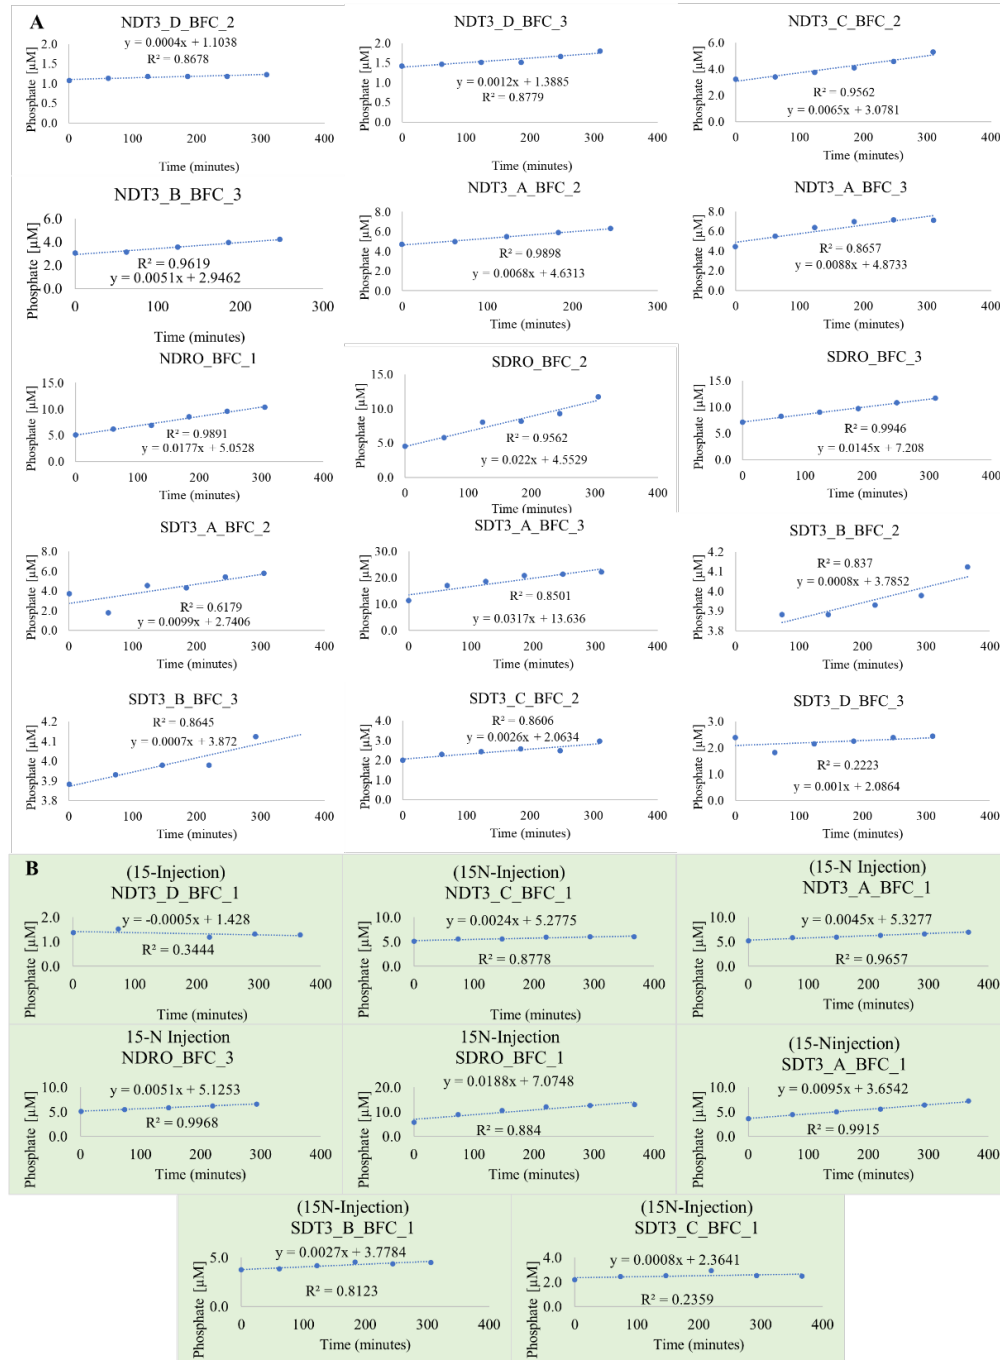 A
NDT3_D_BFC_2
y = 0.0004x + 1.1038
R² = 0.8678
Phosphate [µM]
2.0
1.5
1.0
0.5
0.0
0 100 200 300 400
Time (minutes)
NDT3_D_BFC_3
y = 0.0012x + 1.3885
R² = 0.8779
Phosphate [µM]
2.0
1.5
1.0
0.5
0.0
0 100 200 300 400
Time (minutes)
NDT3_C_BFC_2
R² = 0.9562
y = 0.0065x + 3.0781
Phosphate [µM]
6.0
4.0
2.0
0.0
0 100 200 300 400
Time (minutes)
NDT3_B_BFC_3
R² = 0.9619
y = 0.0051x + 2.9462
Phosphate [µM]
6.0
4.0
2.0
0.0
0 100 200 300
Time (minutes)
NDT3_A_BFC_2
R² = 0.9898
y = 0.0068x + 4.6313
Phosphate [µM]
8.0
6.0
4.0
2.0
0.0
0 100 200 300
Time (minutes)
NDT3_A_BFC_3
R² = 0.8657
y = 0.0088x + 4.8733
Phosphate [µM]
8.0
6.0
4.0
2.0
0.0
0 100 200 300 400
Time (minutes)
NDRO_BFC_1
R² = 0.9891
y = 0.0177x + 5.0528
Phosphate [µM]
15.0
10.0
5.0
0.0
0 100 200 300 400
Time (minutes)
SDRO_BFC_2
R² = 0.9562
y = 0.022x + 4.5529
Phosphate [µM]
15.0
10.0
5.0
0.0
0 100 200 300 400
Time (minutes)
SDRO_BFC_3
R² = 0.9946
y = 0.0145x + 7.208
Phosphate [µM]
15.0
10.0
5.0
0.0
0 100 200 300 400
Time (minutes)
SDT3_A_BFC_2
R² = 0.6179
y = 0.0099x + 2.7406
Phosphate [µM]
8.0
6.0
4.0
2.0
0.0
0 100 200 300 400
Time (minutes)
SDT3_A_BFC_3
R² = 0.8501
y = 0.0317x + 13.636
Phosphate [µM]
30.0
20.0
10.0
0.0
0 100 200 300 400
Time (minutes)
SDT3_B_BFC_2
R² = 0.837
y = 0.0008x + 3.7852
Phosphate [µM]
4.2
4.1
4.0
3.9
3.8
0 100 200 300 400
Time (minutes)
SDT3_B_BFC_3
R² = 0.8645
y = 0.0007x + 3.872
Phosphate [µM]
4.2
4.1
4.0
3.9
3.8
0 100 200 300 400
Time (minutes)
SDT3_C_BFC_2
R² = 0.8606
y = 0.0026x + 2.0634
Phosphate [µM]
4.0
3.0
2.0
1.0
0.0
0 100 200 300 400
Time (minutes)
SDT3_D_BFC_3
R² = 0.2223
y = 0.001x + 2.0864
Phosphate [µM]
3.0
2.0
1.0
0.0
0 100 200 300 400
Time (minutes)
B
(15-Injection)
NDT3_D_BFC_1
y = -0.0005x + 1.428
R² = 0.3444
Phosphate [µM]
2.0
1.0
0.0
0 100 200 300 400
Time (minutes)
(15N-Injection)
NDT3_C_BFC_1
y = 0.0024x + 5.2775
R² = 0.8778
Phosphate [µM]
10.0
5.0
0.0
0 100 200 300 400
Time (minutes)
(15-N Injection)
NDT3_A_BFC_1
y = 0.0045x + 5.3277
R² = 0.9657
Phosphate [µM]
10.0
5.0
0.0
0 100 200 300 400
Time (minutes)
15-N Injection
NDRO_BFC_3
y = 0.0051x + 5.1253
R² = 0.9968
Phosphate [µM]
10.0
5.0
0.0
0 100 200 300 400
Time (minutes)
15N-Injection
SDRO_BFC_1
y = 0.0188x + 7.0748
R² = 0.884
Phosphate [µM]
20.0
10.0
0.0
0 100 200 300 400
Time (minutes)
(15-Ninjection)
SDT3_A_BFC_1
y = 0.0095x + 3.6542
R² = 0.9915
Phosphate [µM]
10.0
5.0
0.0
0 100 200 300 400
Time (minutes)
(15N-Injection)
SDT3_B_BFC_1
y = 0.0027x + 3.7784
R² = 0.8123
Phosphate [µM]
5.0
0.0
0 100 200 300 400
Time (minutes)
(15N-Injection)
SDT3_C_BFC_1
y = 0.0008x + 2.3641
R² = 0.2359
Phosphate [µM]
4.0
2.0
0.0
0 100 200 300 400
Time (minutes)